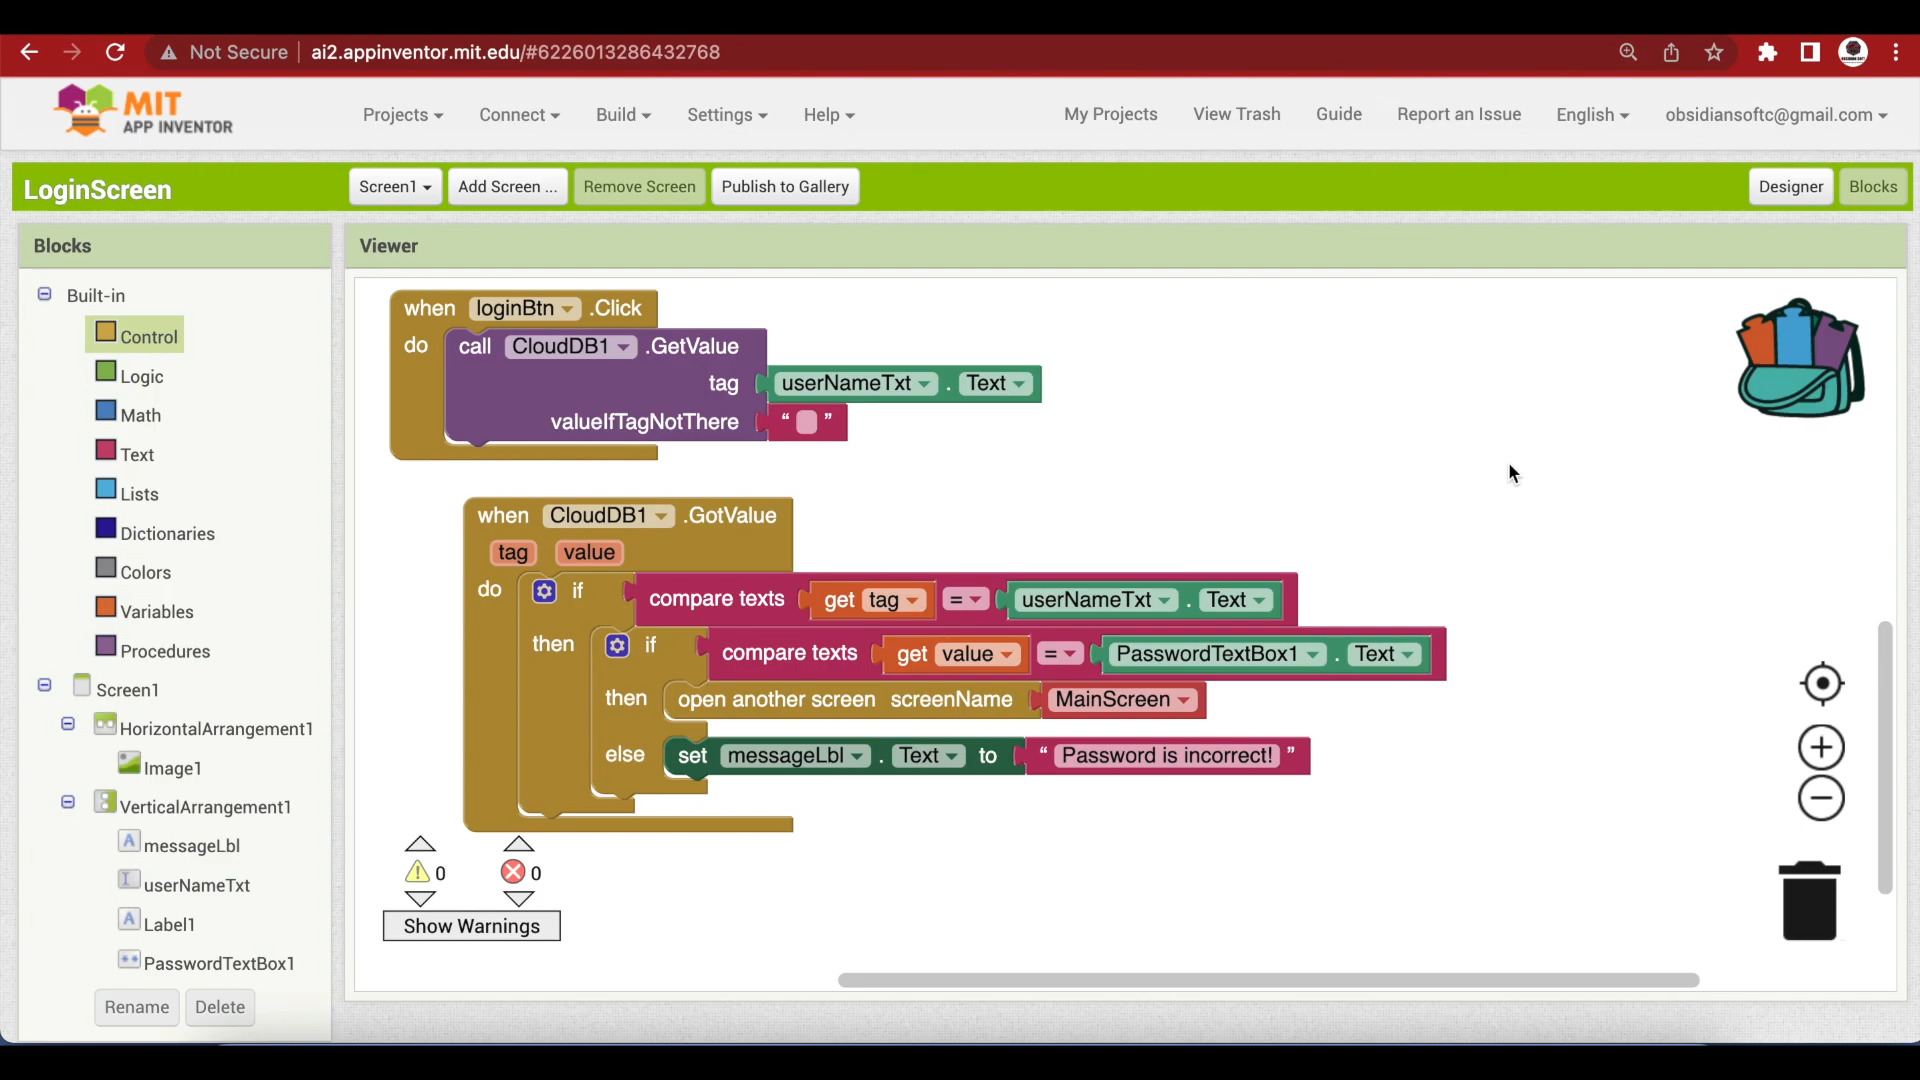 Not Secure | ai2.appinventor.mit.edu/#6226013286432768
MIT
APP INVENTOR
Projects Connect Build Settings Help My Projects View Trash Guide Report an Issue English obsidiansoftc@gmail.com
LoginScreen Screen1 Add Screen ... Remove Screen Publish to Gallery Designer Blocks
Blocks
Viewer
Built-in
Control
Logic
Math
Text
Lists
Dictionaries
Colors
Variables
Procedures
Screen1
HorizontalArrangement1
Image1
VerticalArrangement1
messageLbl
userNameTxt
Label1
PasswordTextBox1
Rename Delete
when loginBtn .Click
do call CloudDB1 .GetValue
tag userNameTxt . Text
valueIfTagNotThere “ ”
when CloudDB1 .GotValue
tag value
do if compare texts get tag = userNameTxt . Text
then if compare texts get value = PasswordTextBox1 . Text
then open another screen screenName MainScreen
else set messageLbl . Text to “ Password is incorrect! ”
0 0
Show Warnings